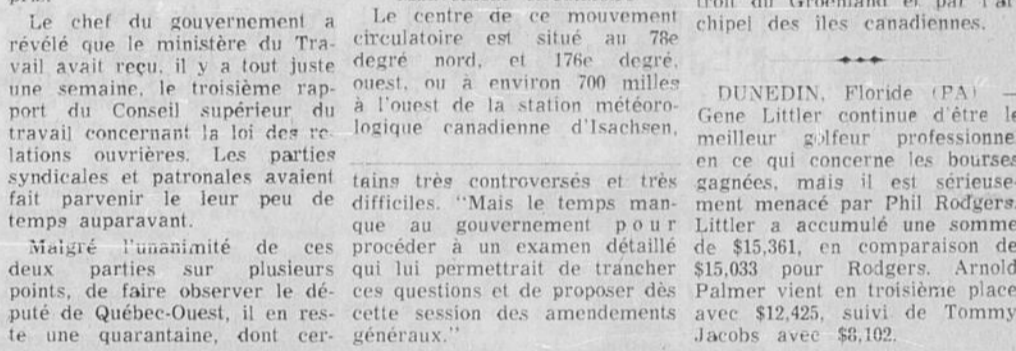 Le chef du gouvernement a
révélé que le ministère du Tra-
vail avait reçu, il y a tout juste
une semaine, le troisième rap-
port du Conseil supérieur du
travail concernant la loi des re-
lations ouvrières. Les parties
syndicales et patronales avaient
fait parvenir le leur peu de
temps auparavant.
Malgré l'unanimité de ces
deux parties sur plusieurs
points, de faire observer le dé-
puté de Québec-Ouest, il en res-
te une quarantaine, dont cer-
tains très controversés et très
difficiles. "Mais le temps man-
que au gouvernement pour
procéder à un examen détaillé
qui lui permettrait de trancher
ces questions et de proposer dès
cette session des amendements
généraux."
Le centre de ce mouvement
circulatoire est situé au 78e
degré nord, et 176e degré,
ouest, ou à environ 700 milles
à l'ouest de la station météoro-
logique canadienne d'Isachsen,
du Groenland et par l'ar
chipel des îles canadiennes.
DUNEDIN, Floride (PA) —
Gene Littler continue d'être le
meilleur golfeur professionnel
en ce qui concerne les bourses
gagnées, mais il est sérieuse-
ment menacé par Phil Rodgers.
Littler a accumulé une somme
de $15,361, en comparaison de
$15,033 pour Rodgers. Arnold
Palmer vient en troisième place
avec $12,425, suivi de Tommy
Jacobs avec $8,102.